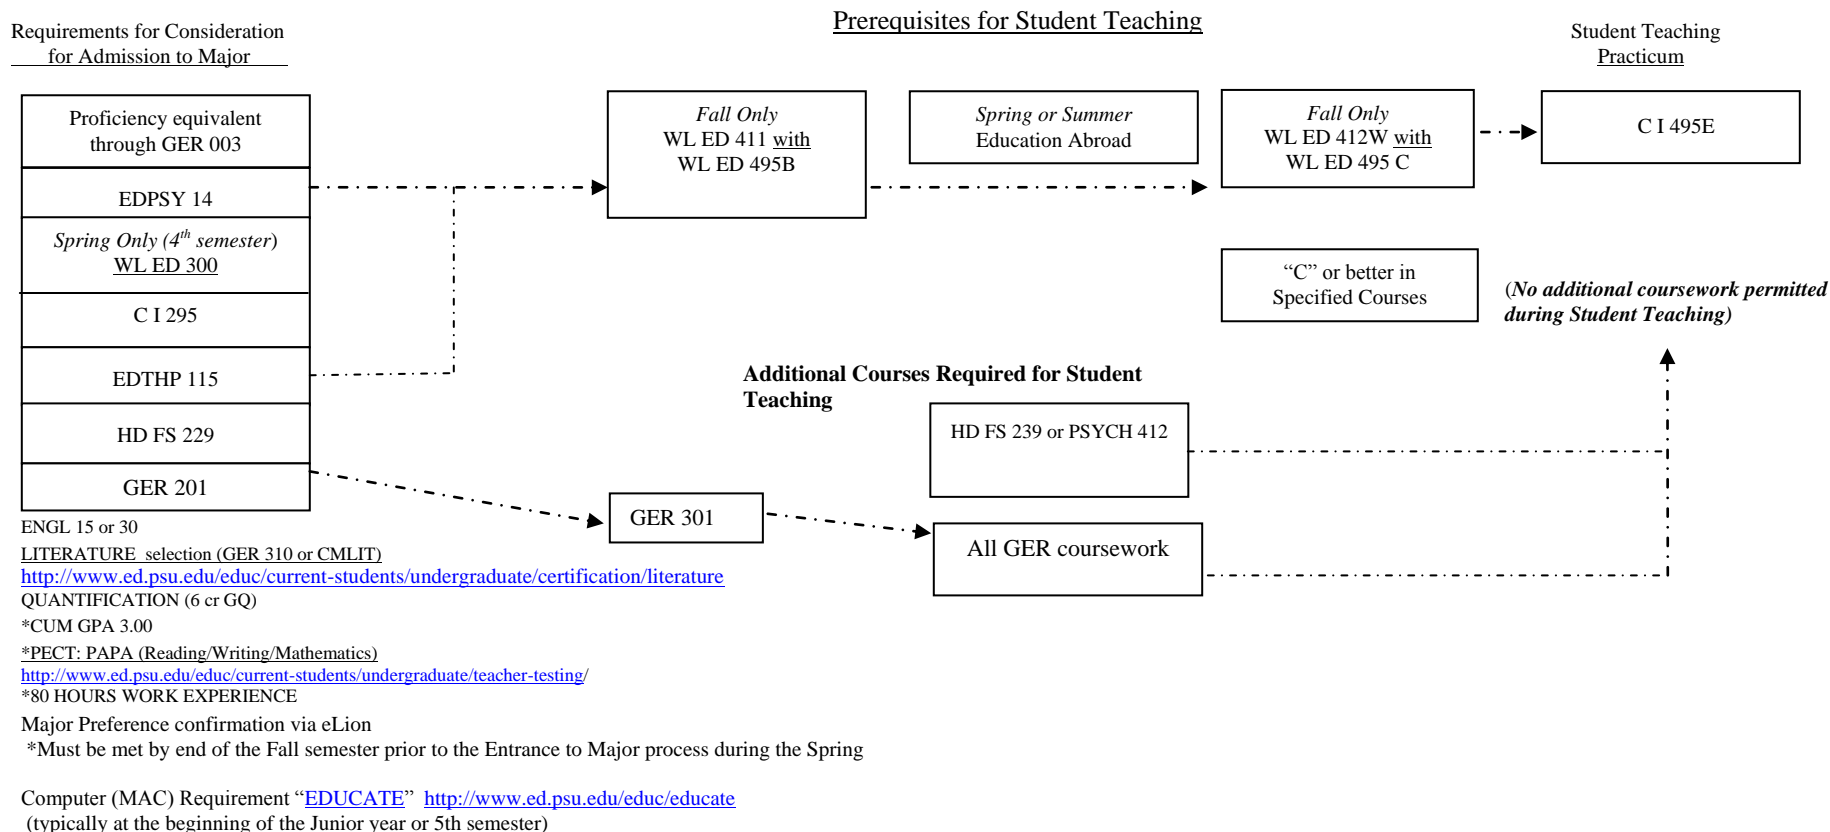 Prerequisites for Student Teaching
Requirements for Consideration
for Admission to Major
Student Teaching
Practicum
Proficiency equivalent
through GER 003
EDPSY 14
Spring Only (4th semester)
WL ED 300
C I 295
EDTHP 115
HD FS 229
GER 201
Fall Only
WL ED 411 with
WL ED 495B
Spring or Summer
Education Abroad
Fall Only
WL ED 412W with
WL ED 495 C
C I 495E
“C” or better in
Specified Courses
(No additional coursework permitted
during Student Teaching)
Additional Courses Required for Student
Teaching
HD FS 239 or PSYCH 412
GER 301
All GER coursework
ENGL 15 or 30
LITERATURE selection (GER 310 or CMLIT)
http://www.ed.psu.edu/educ/current-students/undergraduate/certification/literature
QUANTIFICATION (6 cr GQ)
*CUM GPA 3.00
*PECT: PAPA (Reading/Writing/Mathematics)
http://www.ed.psu.edu/educ/current-students/undergraduate/teacher-testing/
*80 HOURS WORK EXPERIENCE
Major Preference confirmation via eLion
*Must be met by end of the Fall semester prior to the Entrance to Major process during the Spring
Computer (MAC) Requirement “EDUCATE” http://www.ed.psu.edu/educ/educate
(typically at the beginning of the Junior year or 5th semester)